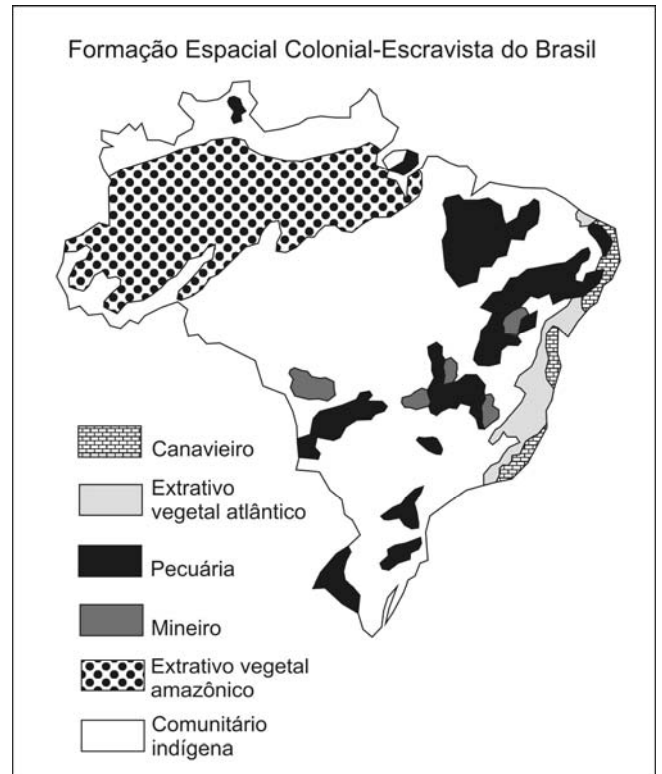 Formação Espacial Colonial-Escravista do Brasil
Canavieiro
Extrativo
vegetal atlântico
Pecuária
Mineiro
Extrativo vegetal
amazônico
Comunitário
indígena